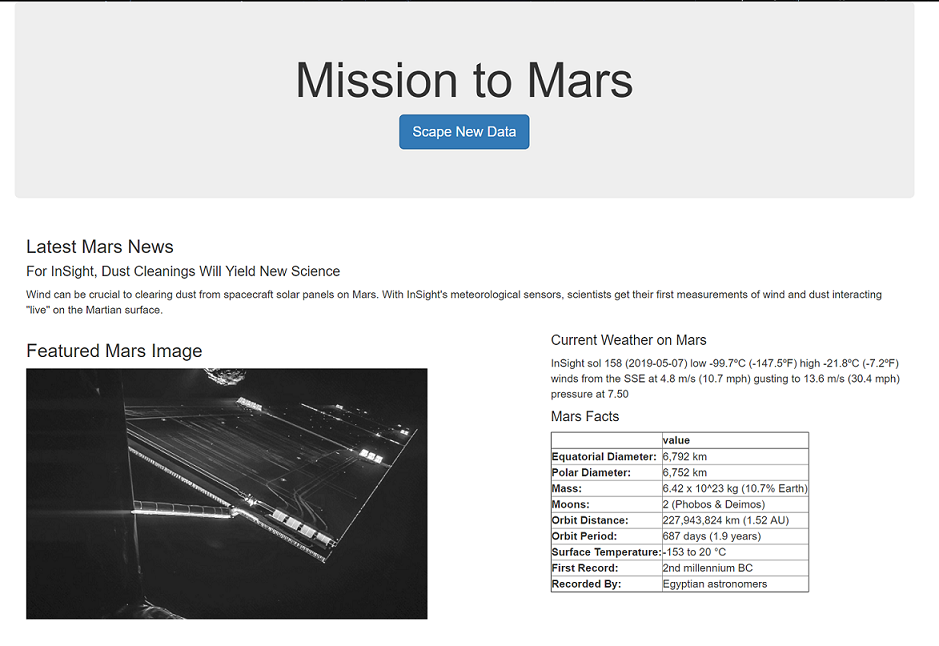 Mission to Mars
Scape New Data
Latest Mars News
For InSight, Dust Cleanings Will Yield New Science
Wind can be crucial to clearing dust from spacecraft solar panels on Mars. With InSight's meteorological sensors, scientists get their first measurements of wind and dust interacting
"live" on the Martian surface.
Featured Mars Image
Current Weather on Mars
InSight sol 158 (2019-05-07) low -99.7ºC (-147.5ºF) high -21.8ºC (-7.2ºF)
winds from the SSE at 4.8 m/s (10.7 mph) gusting to 13.6 m/s (30.4 mph)
pressure at 7.50
Mars Facts
value
Equatorial Diameter: 6,792 km
Polar Diameter: 6,752 km
Mass: 6.42 x 10^23 kg (10.7% Earth)
Moons: 2 (Phobos & Deimos)
Orbit Distance: 227,943,824 km (1.52 AU)
Orbit Period: 687 days (1.9 years)
Surface Temperature: -153 to 20 °C
First Record: 2nd millennium BC
Recorded By: Egyptian astronomers